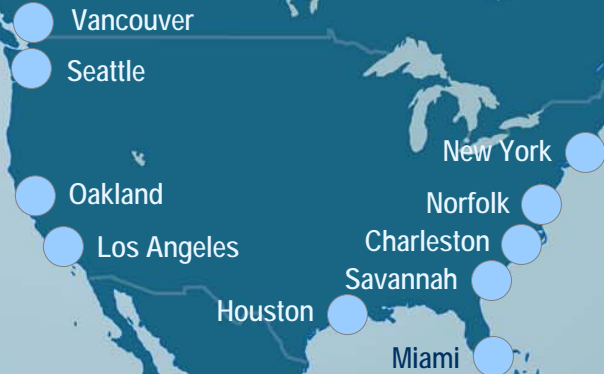 Vancouver
Seattle
New York
Oakland
Norfolk
Los Angeles
Charleston
Savannah
Houston
Miami